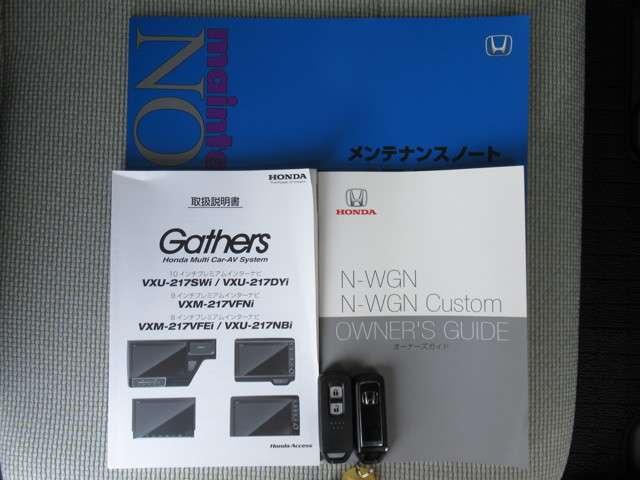 mainte
NO
メンテナンスノート
HONDA
取扱説明書
Gathers
Honda Multi Car-AV System
10インチプレミアムインターナビ
VXU-217SWi / VXU-217DYi
9インチプレミアムインターナビ
VXM-217VFNi
8インチプレミアムインターナビ
VXM-217VFEi / VXU-217NBi
Honda Access
HONDA
N-WGN
N-WGN Custom
OWNER'S GUIDE
オーナーズガイド